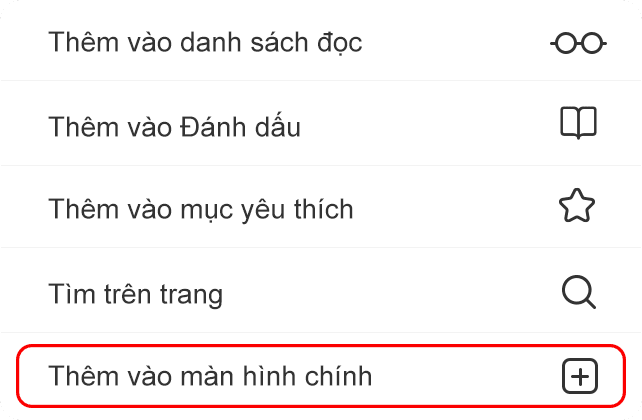 Thêm vào danh sách đọc
Thêm vào Đánh dấu
Thêm vào mục yêu thích
Tìm trên trang
Thêm vào màn hình chính